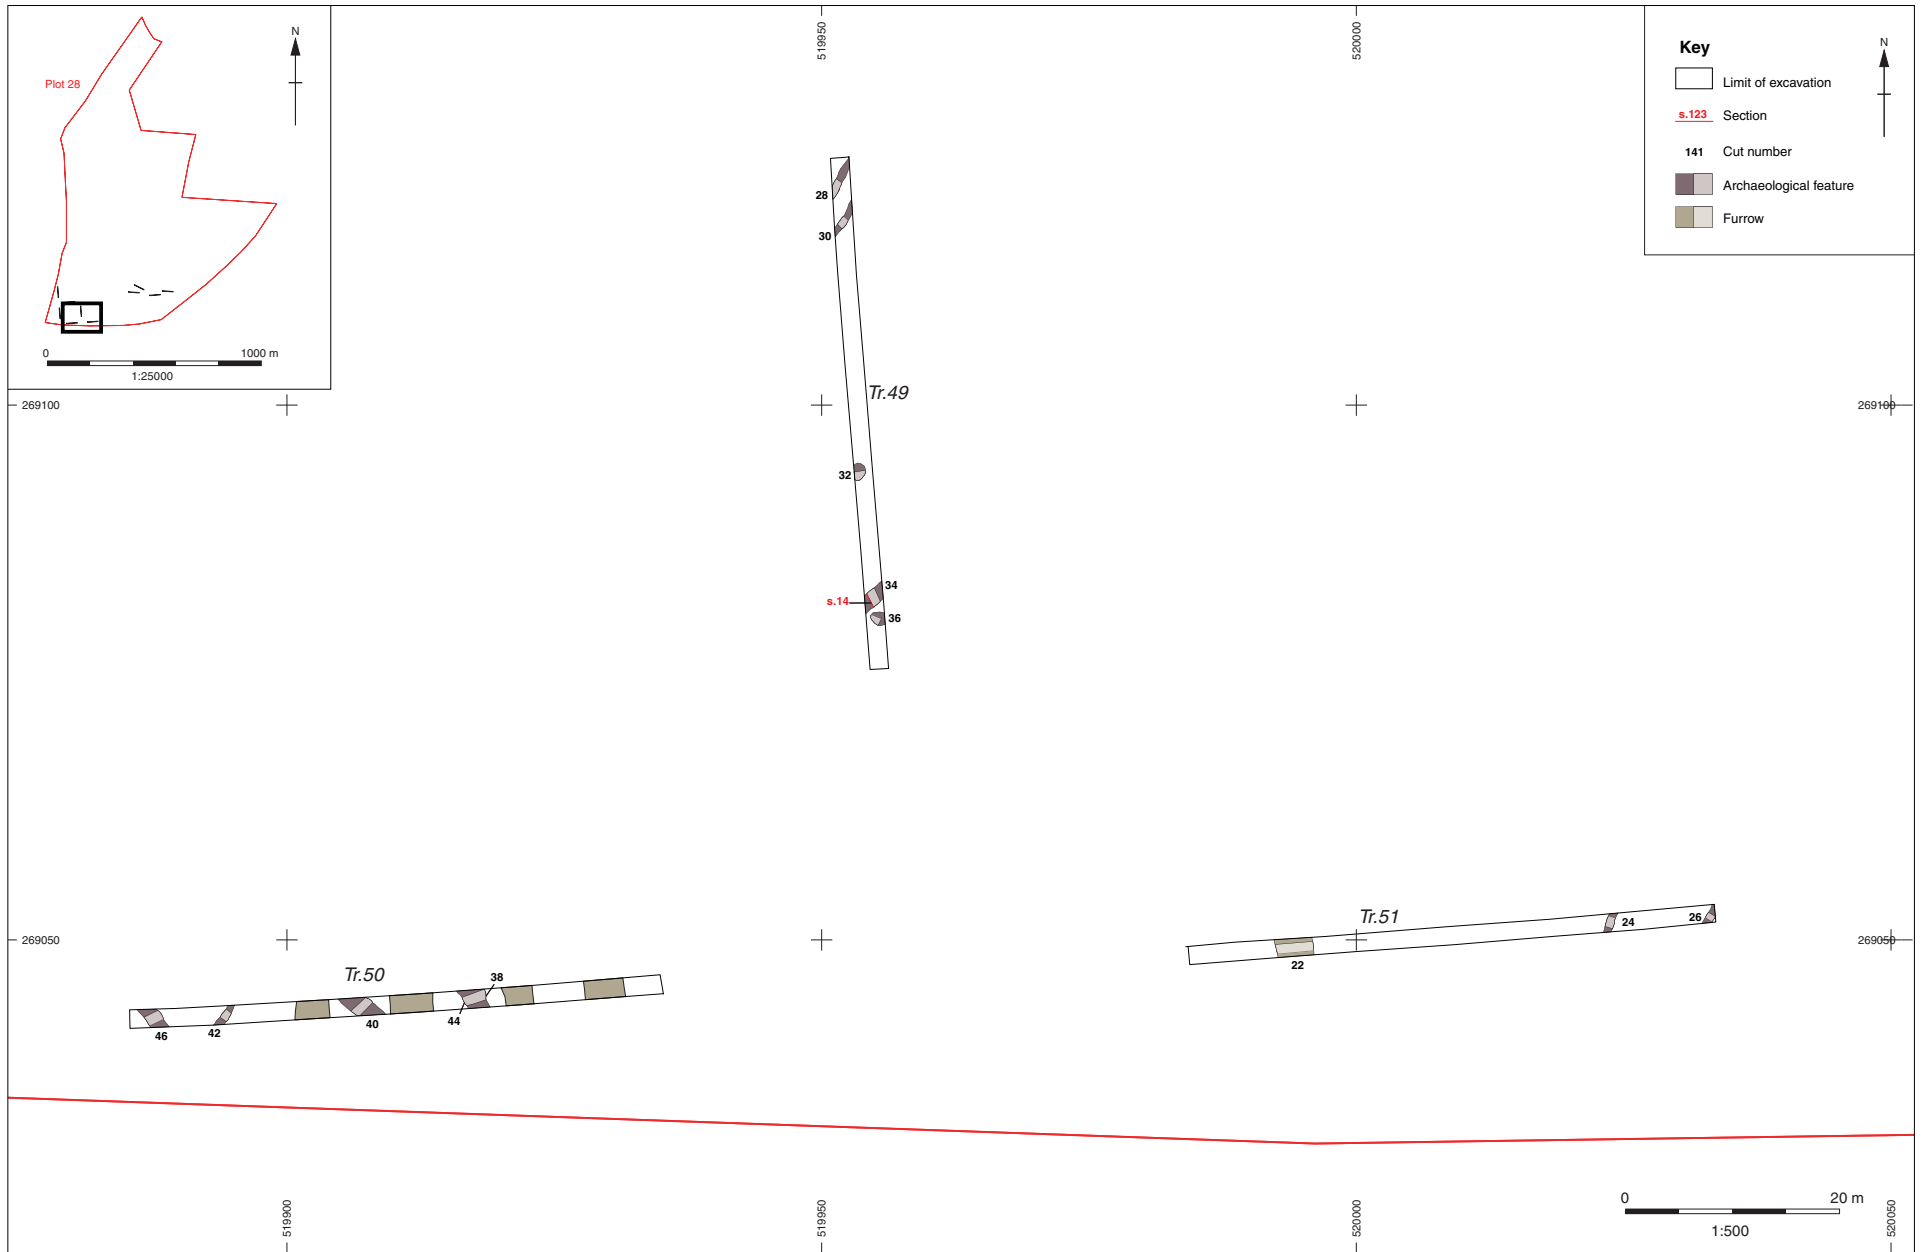 519950
520000
N
Plot 28
0 1000 m
1:25000
Key
N
Limit of excavation
s.123 Section
141 Cut number
Archaeological feature
Furrow
28
30
269100
Tr.49
269100
32
34
s.14
36
269050
Tr.51
24
26
269050
22
Tr.50
38
46
42
40
44
519900
519950
520000
520050
0 20 m
1:500